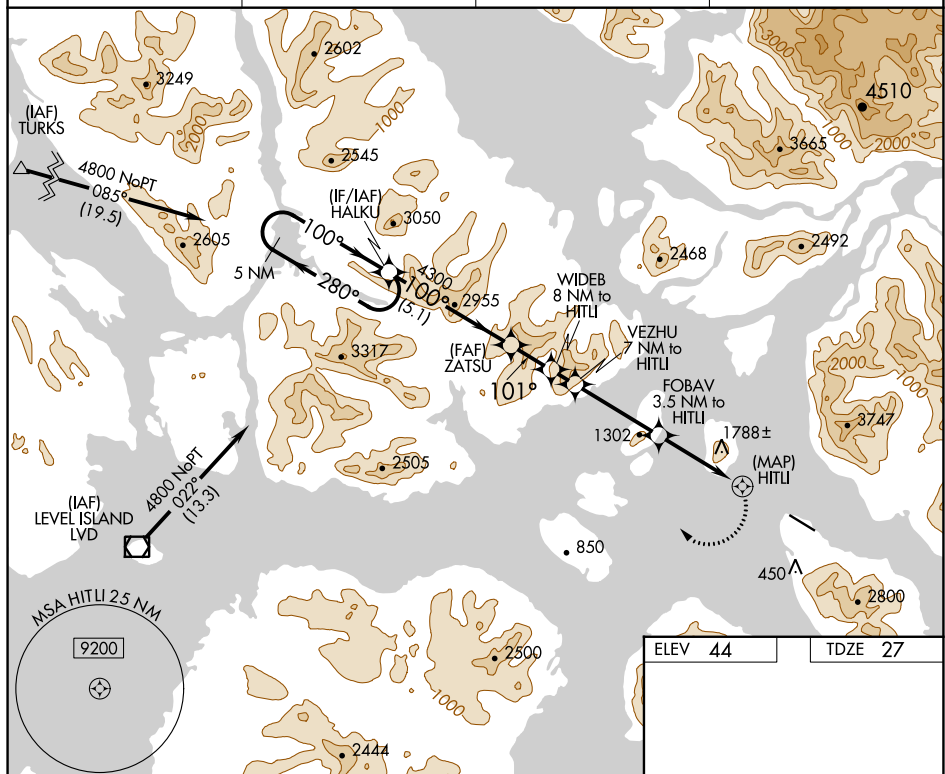 3249
2602
2000
1000
2545
(IAF)
TURKS
4800 NoPT
085°
(19.5)
2605
(IF/IAF)
HALKU
3050
100°
5 NM
280°
4300
100°
(5.1)
2955
3000
4510
1000
2000
3665
2468
2492
WIDEB
8 NM to
HITLI
VEZHU
7 NM to
HITLI
(FAF)
ZATSU
101°
3317
FOBAV
3.5 NM to
HITLI
1302
1788±
(MAP)
HITLI
2000
1000
3747
2505
4800 NoPT
022°
(13.3)
(IAF)
LEVEL ISLAND
LVD
850
450
2800
MSA HITLI 25 NM
9200
2500
1000
2444
ELEV 44
TDZE 27